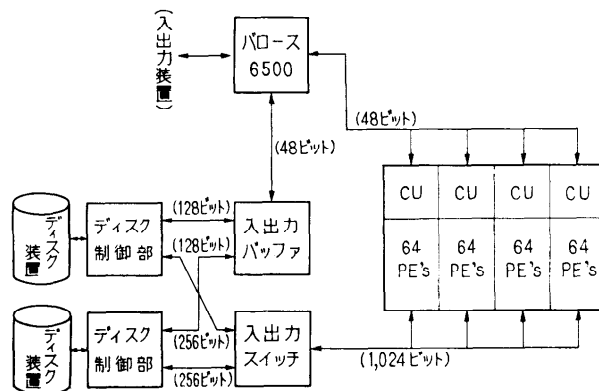 (入出力装置)
バロース
6500
(48ビット)
(48ビット)
CU
CU
CU
CU
64
PE's
64
PE's
64
PE's
64
PE's
ディスク
装置
ディスク
制御部
(128ビット)
(128ビット)
入出力
バッファ
ディスク
装置
ディスク
制御部
(256ビット)
(256ビット)
入出力
スイッチ
(1,024ビット)